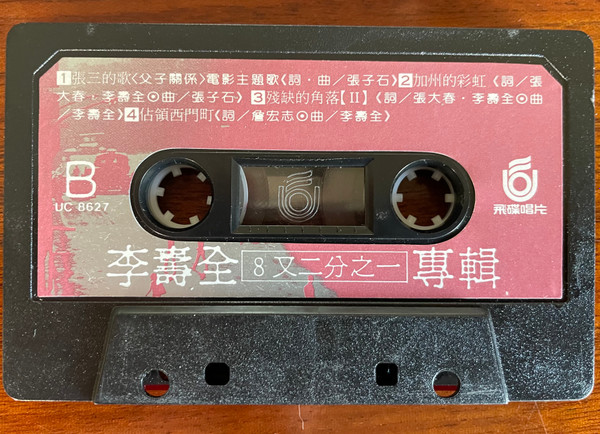 1張三的歌〈父子關係〉電影主題歌〈詞·曲／張子石〉2加州的彩虹〈詞／張
大春·李壽全⊙曲／張子石〉3殘缺的角落【II】〈詞／張大春·李壽全⊙曲
／李壽全〉4佔領西門町〈詞／詹宏志⊙曲／李壽全〉
B
UC 8627
飛碟唱片
李壽全 8又二分之一 專輯